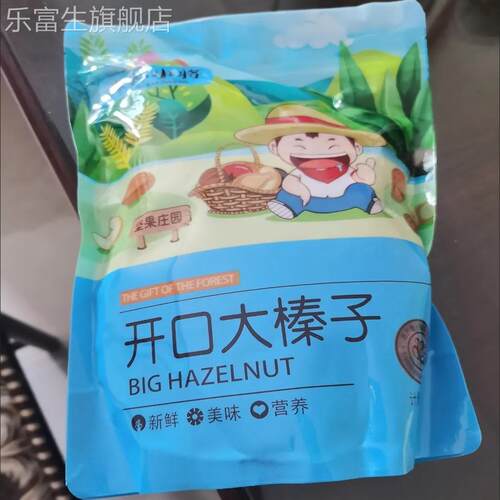 乐富生旗舰店
坚果庄园
THE GIFT OF THE FOREST
开口大榛子
BIG HAZELNUT
新鲜 美味 营养